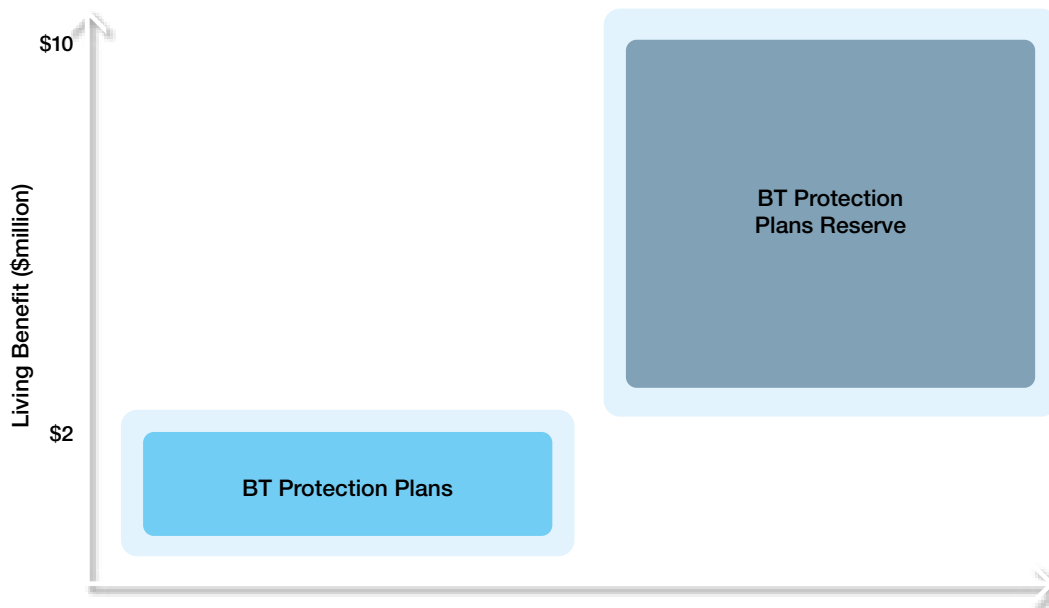 $10
BT Protection
Plans Reserve
Living Benefit ($million)
$2
BT Protection Plans